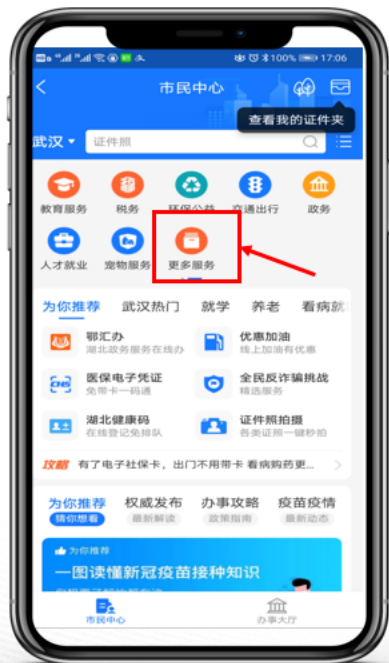 100% 17:06
市民中心
查看我的证件夹
武汉 证件照
教育服务 税务 环保公益 交通出行 政务
人才就业 宠物服务 更多服务
为你推荐 武汉热门 就学 养老 看病就
鄂汇办 优惠加油
湖北政务服务在线办 线上加油有优惠
医保电子凭证 全民反诈骗挑战
免带卡一码通 精选服务
湖北健康码 证件照拍摄
在线登记免排队 各类证照一键秒拍
攻略 有了电子社保卡，出门不用带卡 看病购药更...
为你推荐 权威发布 办事攻略 疫苗疫情
猜你想看 最新解读 政策指南 最新动态
为你推荐
一图读懂新冠疫苗接种知识
市民中心 办事大厅